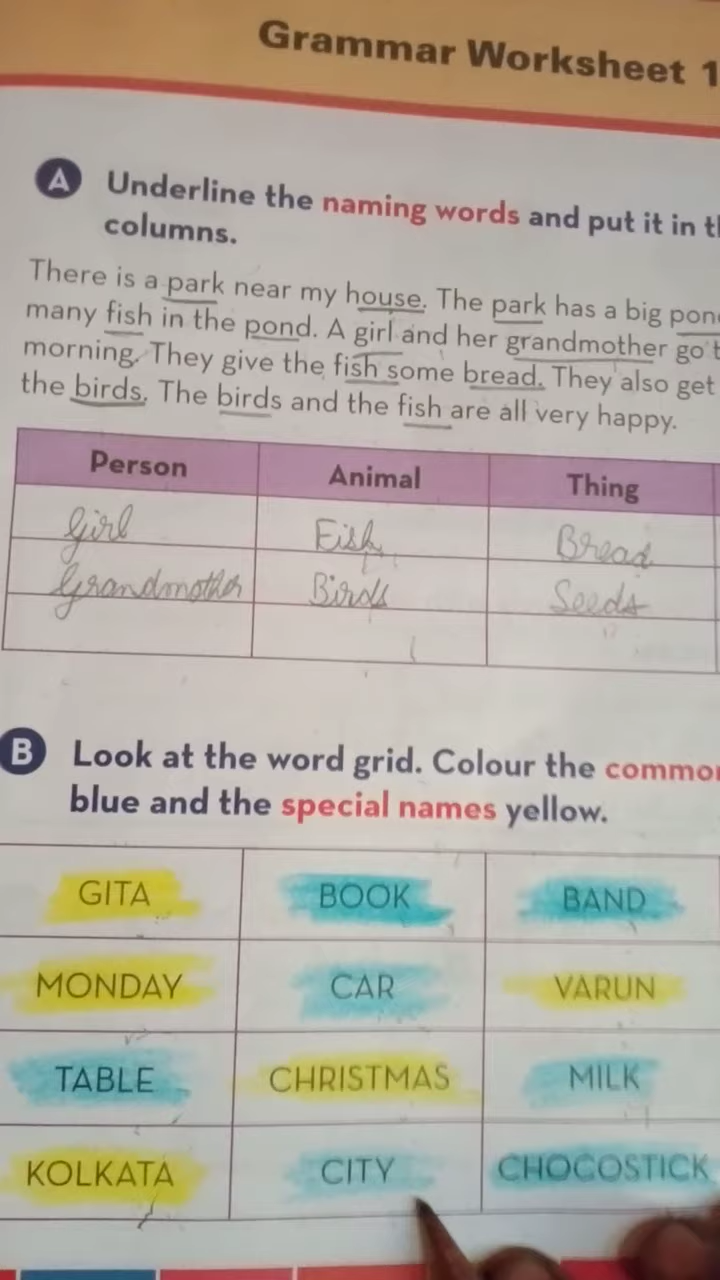 Grammar Worksheet 1
A Underline the naming words and put it in
columns.
There is a park near my house. The park has a big
many fish in the pond. A girl and her grandmother go
morning. They give the fish some bread. They also get
the birds. The birds and the fish are all very happy.
Person Animal Thing
Girl Fish Bread
Grandmother Birds Seeds
B Look at the word grid. Colour the
blue and the special names yellow.
GITA BOOK BAND
MONDAY CAR VARUN
TABLE CHRISTMAS MILK
KOLKATA CITY CHOCOSTICK